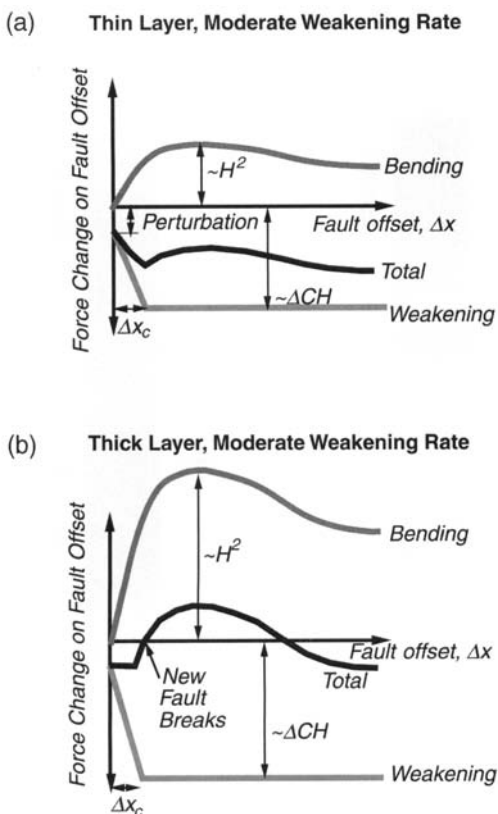 (a) Thin Layer, Moderate Weakening Rate
Force Change on Fault Offset
~H²
Bending
Perturbation
Fault offset, Δx
Total
~ΔCH
Δx_c
Weakening
(b) Thick Layer, Moderate Weakening Rate
Force Change on Fault Offset
~H²
Bending
Fault offset, Δx
New
Fault
Breaks
Total
~ΔCH
Weakening
Δx_c